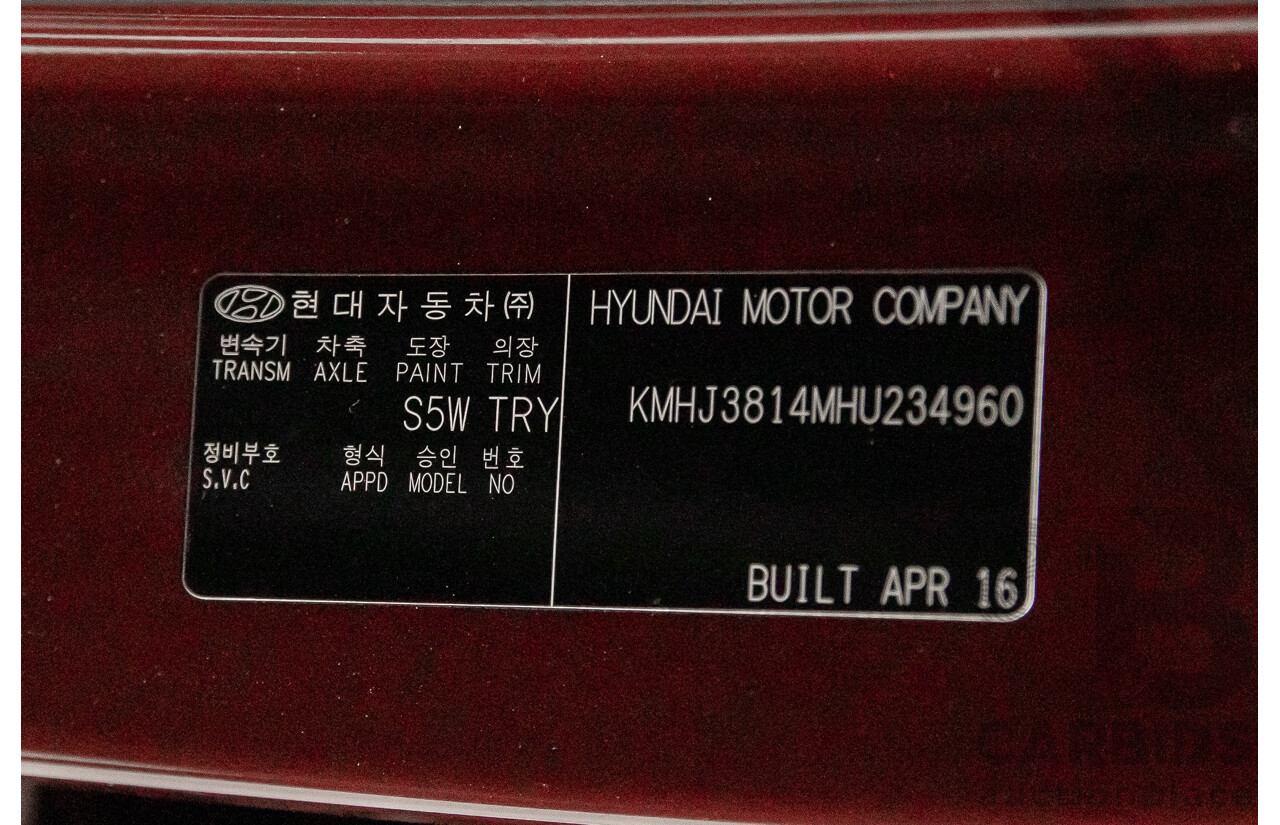 현대자동차㈜
변속기 차축 도장 의장
TRANSM AXLE PAINT TRIM
S5W TRY
정비부호 형식 승인 번호
S.V.C APPD MODEL NO
HYUNDAI MOTOR COMPANY
KMHJ3814MHU234960
BUILT APR 16
CARBIDS